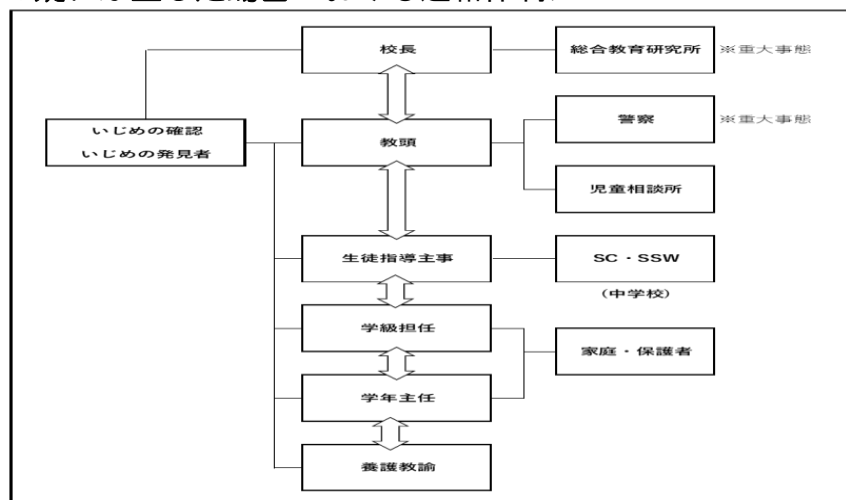 校長
総合教育研究所 ※重大事態
いじめの確認
いじめの発見者
教頭
警察 ※重大事態
児童相談所
生徒指導主事
SC・SSW
(中学校)
学級担任
家庭・保護者
学年主任
養護教諭